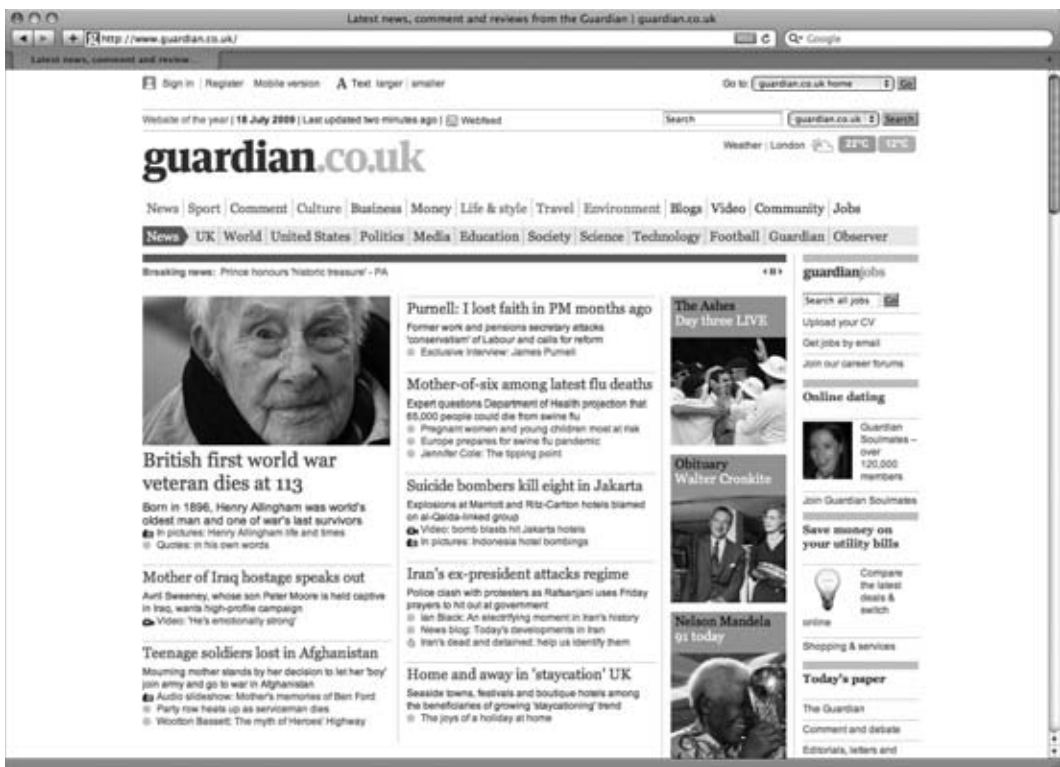 Latest news, comment and reviews from the Guardian | guardian.co.uk
http://www.guardian.co.uk/
Google
Latest news, comment and review...
Sign in | Register Mobile version A Text larger | smaller
Go to: guardian.co.uk home Go
Website of the year | 18 July 2009 | Last updated two minutes ago | Webfeed
Search guardian.co.uk Search
guardian.co.uk
Weather | London 22°C 12°C
News Sport Comment Culture Business Money Life & style Travel Environment Blogs Video Community Jobs
News UK World United States Politics Media Education Society Science Technology Football Guardian Observer
Breaking news: Prince honours 'historic treasure' - PA
British first world war
veteran dies at 113
Born in 1896, Henry Allingham was world's
oldest man and one of war's last survivors
In pictures: Henry Allingham life and times
Quotes: in his own words
Mother of Iraq hostage speaks out
Avril Sweeney, whose son Peter Moore is held captive
in Iraq, wants high-profile campaign
Video: 'He's emotionally strong'
Teenage soldiers lost in Afghanistan
Mourning mother stands by her decision to let her 'boy'
join army and go to war in Afghanistan
Audio slideshow: Mother's memories of Ben Ford
Party row heats up as serviceman dies
Wootton Bassett: The myth of Heroes' Highway
Purnell: I lost faith in PM months ago
Former work and pensions secretary attacks
'conservatism' of Labour and calls for reform
Exclusive Interview: James Purnell
Mother-of-six among latest flu deaths
Expert questions Department of Health projection that
65,000 people could die from swine flu
Pregnant women and young children most at risk
Europe prepares for swine flu pandemic
Jennifer Cole: The tipping point
Suicide bombers kill eight in Jakarta
Explosions at Marriott and Ritz-Carlton hotels blamed
on al-Qaida-linked group
Video: bomb blasts hit Jakarta hotels
In pictures: Indonesia hotel bombings
Iran's ex-president attacks regime
Police clash with protesters as Rafsanjani uses Friday
prayers to hit out at government
Ian Black: An electrifying moment in Iran's history
News blog: Today's developments in Iran
Iran's dead and detained: help us identify them
Home and away in 'staycation' UK
Seaside towns, festivals and boutique hotels among
the beneficiaries of growing 'staycationing' trend
The joys of a holiday at home
The Ashes
Day three LIVE
Obituary
Walter Cronkite
Nelson Mandela
91 today
guardianjobs
Search all jobs Go
Upload your CV
Get jobs by email
Join our career forums
Online dating
Guardian
Soulmates –
over
120,000
members
Join Guardian Soulmates
Save money on
your utility bills
Compare
the latest
deals &
switch
online
Shopping & services
Today's paper
The Guardian
Comment and debate
Editorials, letters and